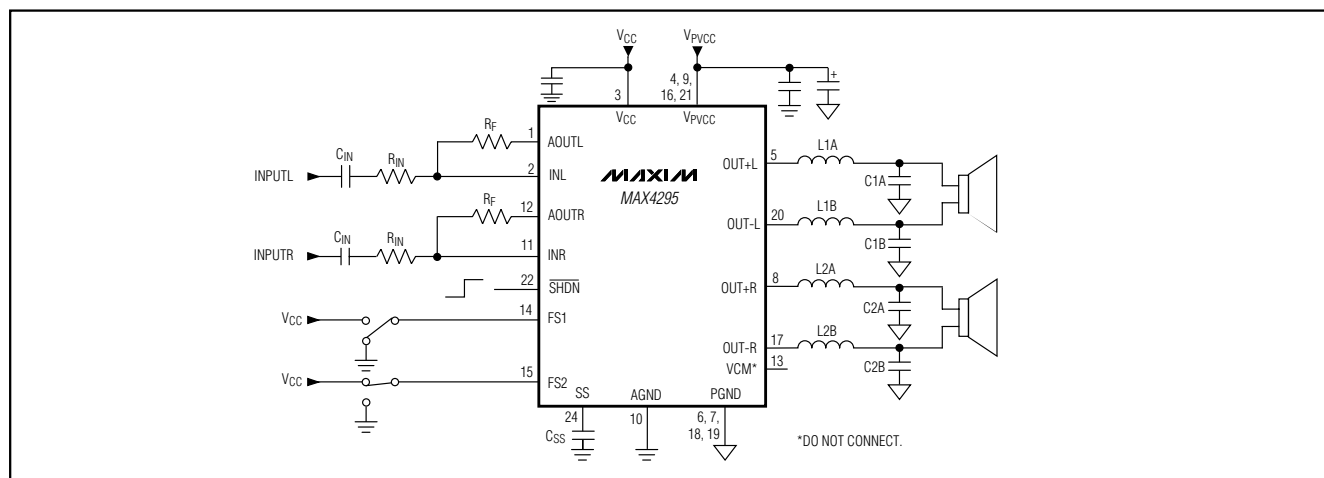 VCC VPVCC
4, 9,
3 16, 21
VCC VPVCC
RF 1 AOUTL
CIN RIN
INPUTL 2 INL
RF 12 AOUTR
CIN RIN
INPUTR 11 INR
22 SHDN
VCC 14 FS1
VCC 15 FS2
MAXIM
MAX4295
OUT+L 5 L1A
C1A
OUT-L 20 L1B
C1B
OUT+R 8 L2A
C2A
OUT-R 17 L2B
VCM* 13
C2B
SS AGND PGND
24 10 6, 7,
18, 19
CSS
*DO NOT CONNECT.